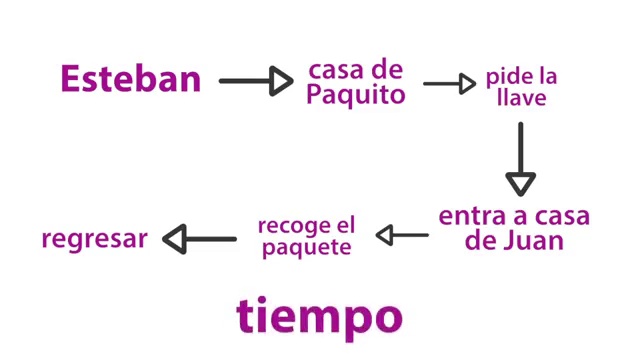 Esteban
casa de
Paquito
pide la
llave
entra a casa
de Juan
recoge el
paquete
regresar
tiempo